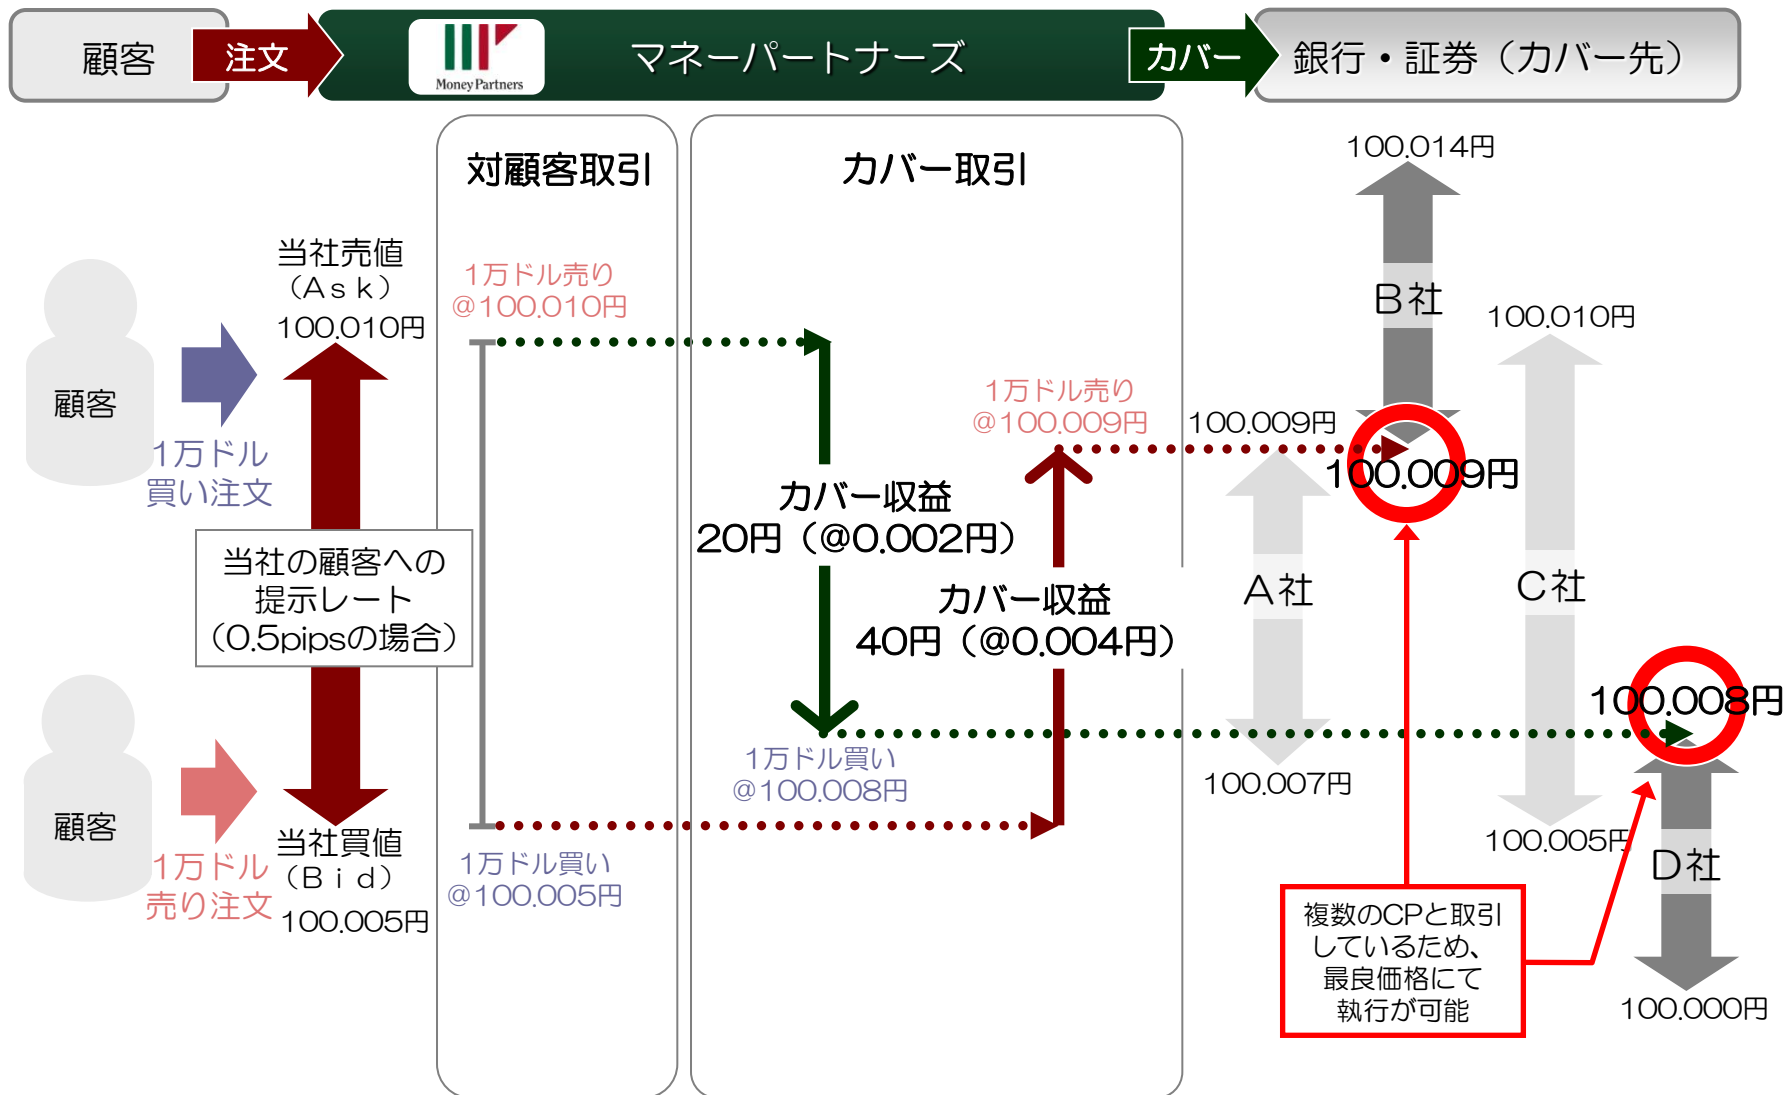 顧客
注文
Money Partners
マネーパートナーズ
カバー
銀行・証券（カバー先）
対顧客取引
カバー取引
当社売値
（Ａｓｋ）
100.010円
顧客
1万ドル
買い注文
当社の顧客への
提示レート
（0.5pipsの場合）
顧客
1万ドル
売り注文
当社買値
（Ｂｉｄ）
100.005円
1万ドル売り
@100.010円
カバー収益
20円（@0.002円）
1万ドル買い
@100.008円
1万ドル買い
@100.005円
1万ドル売り
@100.009円
カバー収益
40円（@0.004円）
100.009円
A社
100.007円
100.014円
B社
100.009円
100.010円
C社
100.005円
100.008円
D社
100.000円
複数のCPと取引
しているため、
最良価格にて
執行が可能